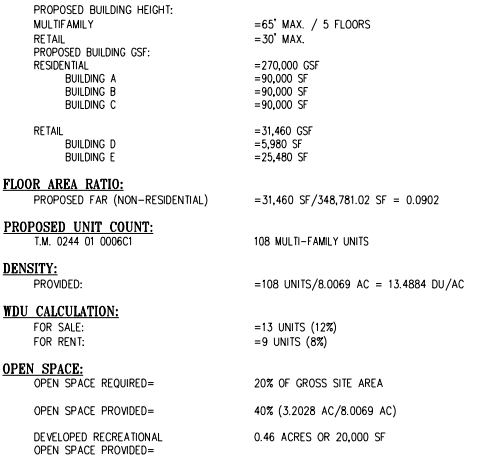 PROPOSED BUILDING HEIGHT:
MULTIFAMILY =65' MAX. / 5 FLOORS
RETAIL =30' MAX.
PROPOSED BUILDING GSF:
RESIDENTIAL =270,000 GSF
BUILDING A =90,000 SF
BUILDING B =90,000 SF
BUILDING C =90,000 SF
RETAIL =31,460 GSF
BUILDING D =5,980 SF
BUILDING E =25,480 SF
FLOOR AREA RATIO:
PROPOSED FAR (NON-RESIDENTIAL) =31,460 SF/348,781.02 SF = 0.0902
PROPOSED UNIT COUNT:
T.M. 0244 01 0006C1 108 MULTI-FAMILY UNITS
DENSITY:
PROVIDED: =108 UNITS/8.0069 AC = 13.4884 DU/AC
WDU CALCULATION:
FOR SALE: =13 UNITS (12%)
FOR RENT: =9 UNITS (8%)
OPEN SPACE:
OPEN SPACE REQUIRED= 20% OF GROSS SITE AREA
OPEN SPACE PROVIDED= 40% (3.2028 AC/8.0069 AC)
DEVELOPED RECREATIONAL 0.46 ACRES OR 20,000 SF
OPEN SPACE PROVIDED=